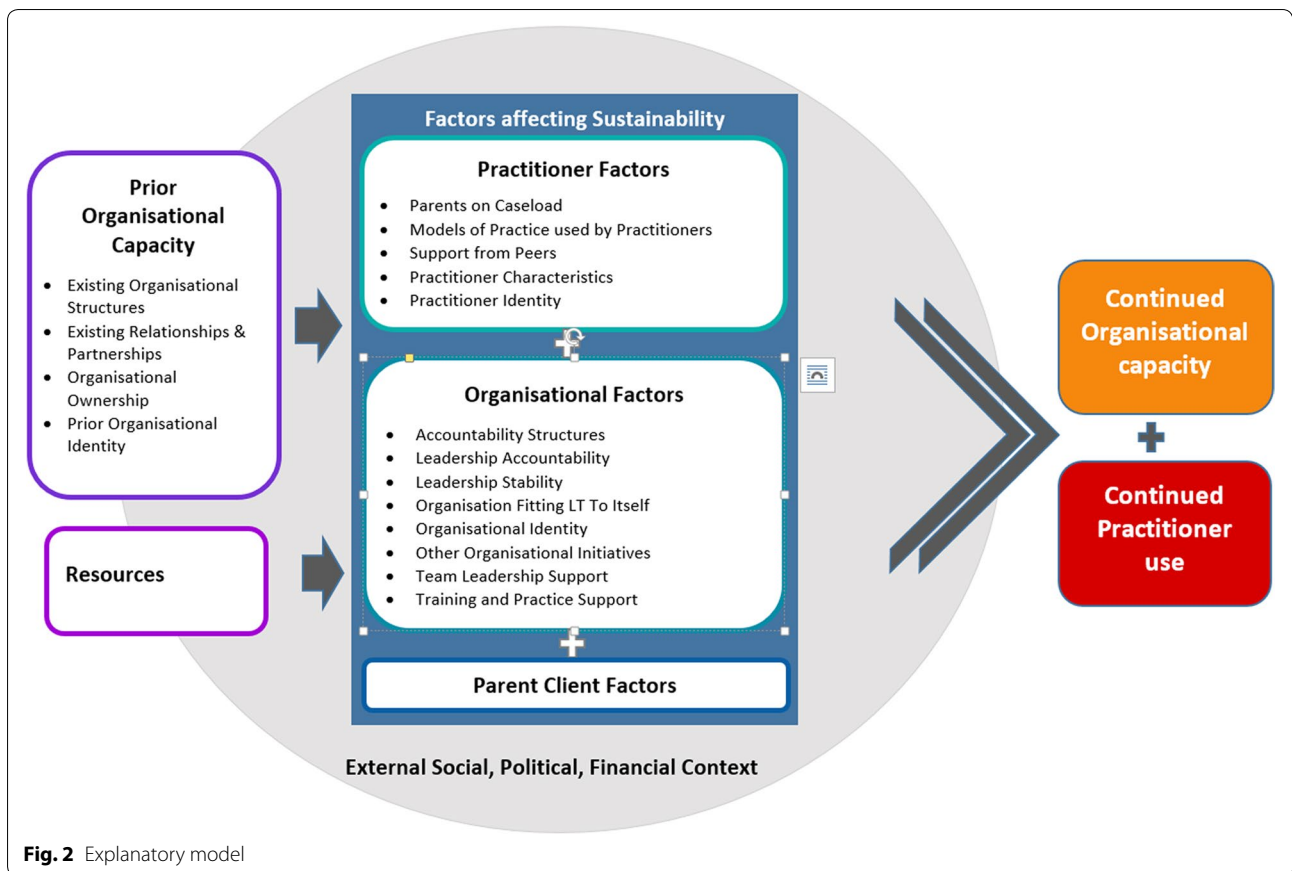 Factors affecting Sustainability
Prior
Organisational
Capacity
• Existing Organisational
Structures
• Existing Relationships &
Partnerships
• Organisational
Ownership
• Prior Organisational
Identity
Resources
Practitioner Factors
• Parents on Caseload
• Models of Practice used by Practitioners
• Support from Peers
• Practitioner Characteristics
• Practitioner Identity
Organisational Factors
• Accountability Structures
• Leadership Accountability
• Leadership Stability
• Organisation Fitting LT To Itself
• Organisational Identity
• Other Organisational Initiatives
• Team Leadership Support
• Training and Practice Support
Parent Client Factors
External Social, Political, Financial Context
Continued
Organisational
capacity
Continued
Practitioner
use
Fig. 2 Explanatory model